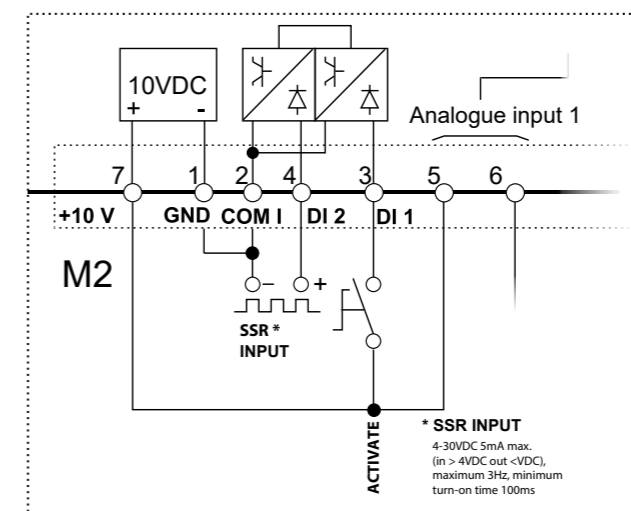 10VDC
+ -
Analogue input 1
7 1 2 4 3 5 6
+10 V GND COM I DI 2 DI 1
M2
– +
SSR *
INPUT
ACTIVATE
* SSR INPUT
4-30VDC 5mA max.
(in > 4VDC out <VDC),
maximum 3Hz, minimum
turn-on time 100ms